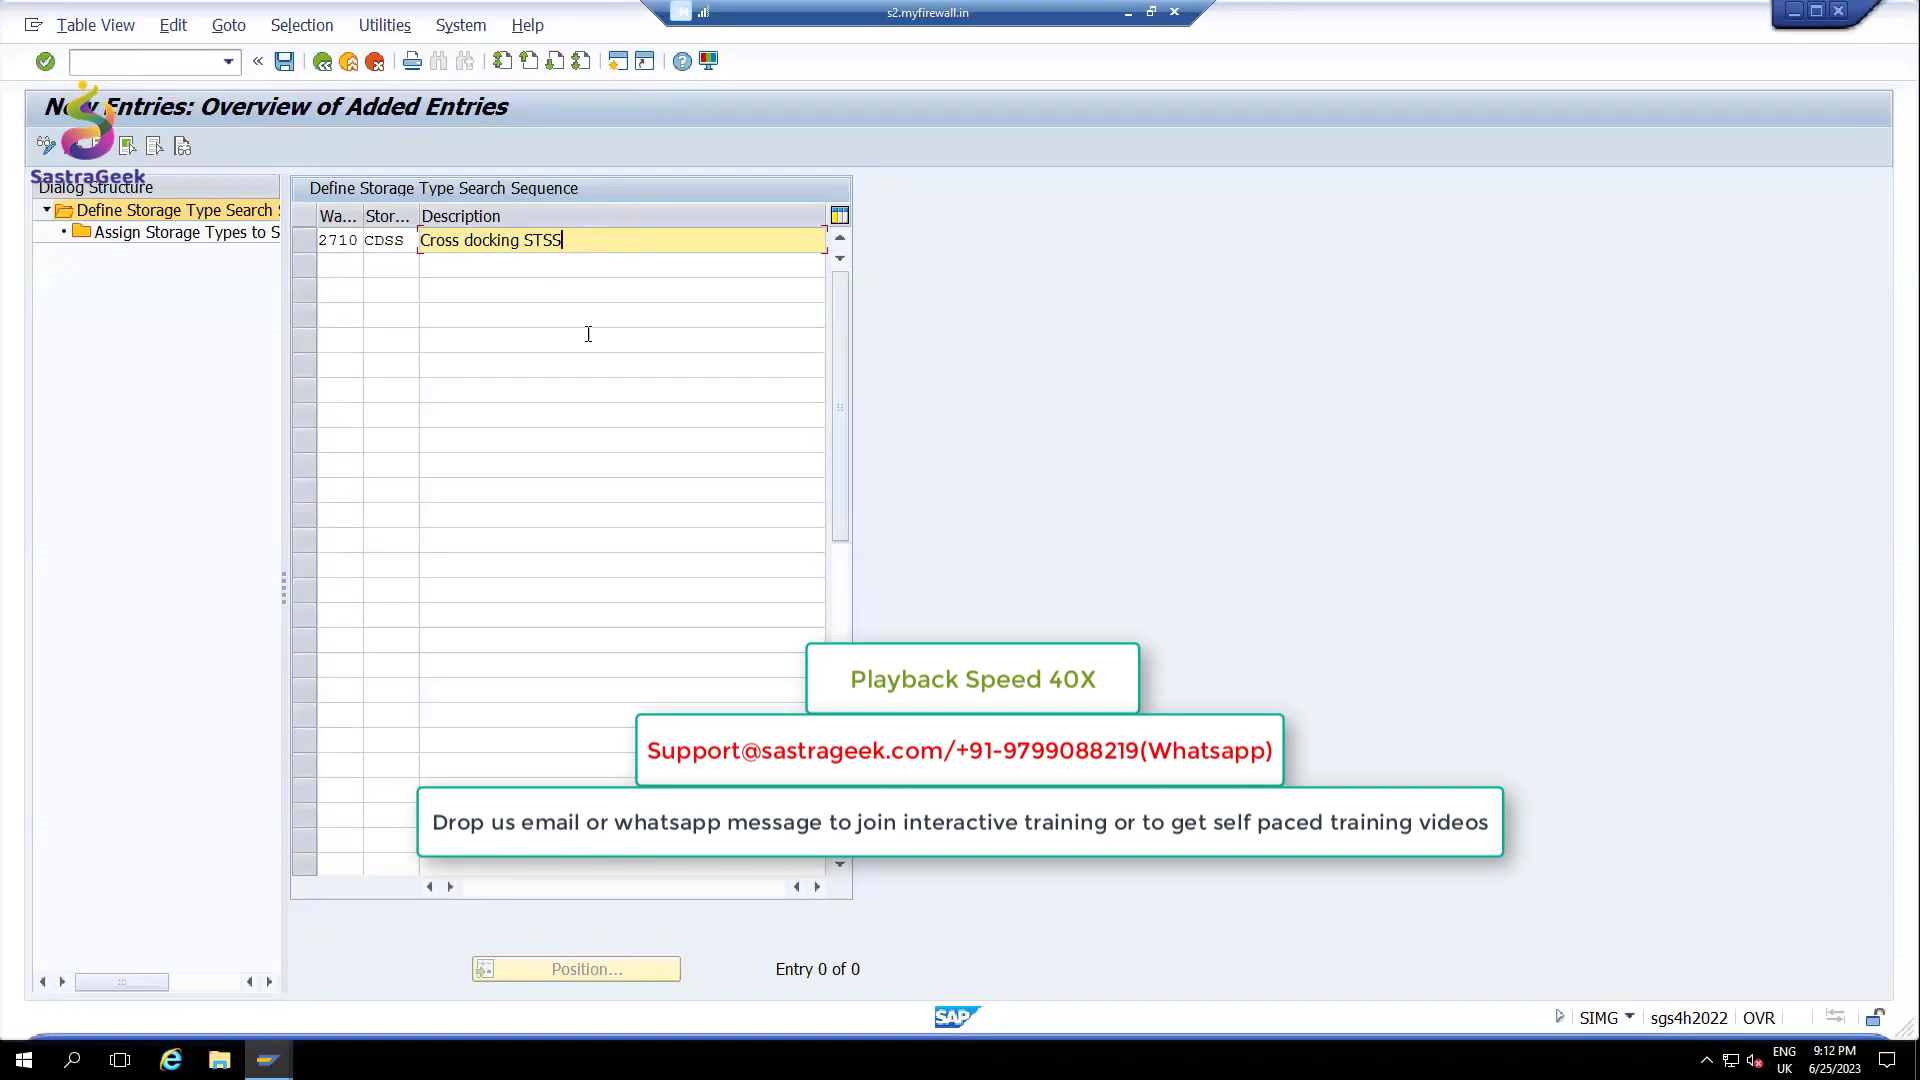 s2.myfirewall.in
Table View Edit Goto Selection Utilities System Help
New Entries: Overview of Added Entries
SastraGeek
Dialog Structure
Define Storage Type Search
Assign Storage Types to S
Define Storage Type Search Sequence
Wa... Stor... Description
2710 CDSS Cross docking STSS
Playback Speed 40X
Support@sastrageek.com/+91-9799088219(Whatsapp)
Drop us email or whatsapp message to join interactive training or to get self paced training videos
Position... Entry 0 of 0
SAP
SIMG sgs4h2022 OVR
ENG 9:12 PM
UK 6/25/2023